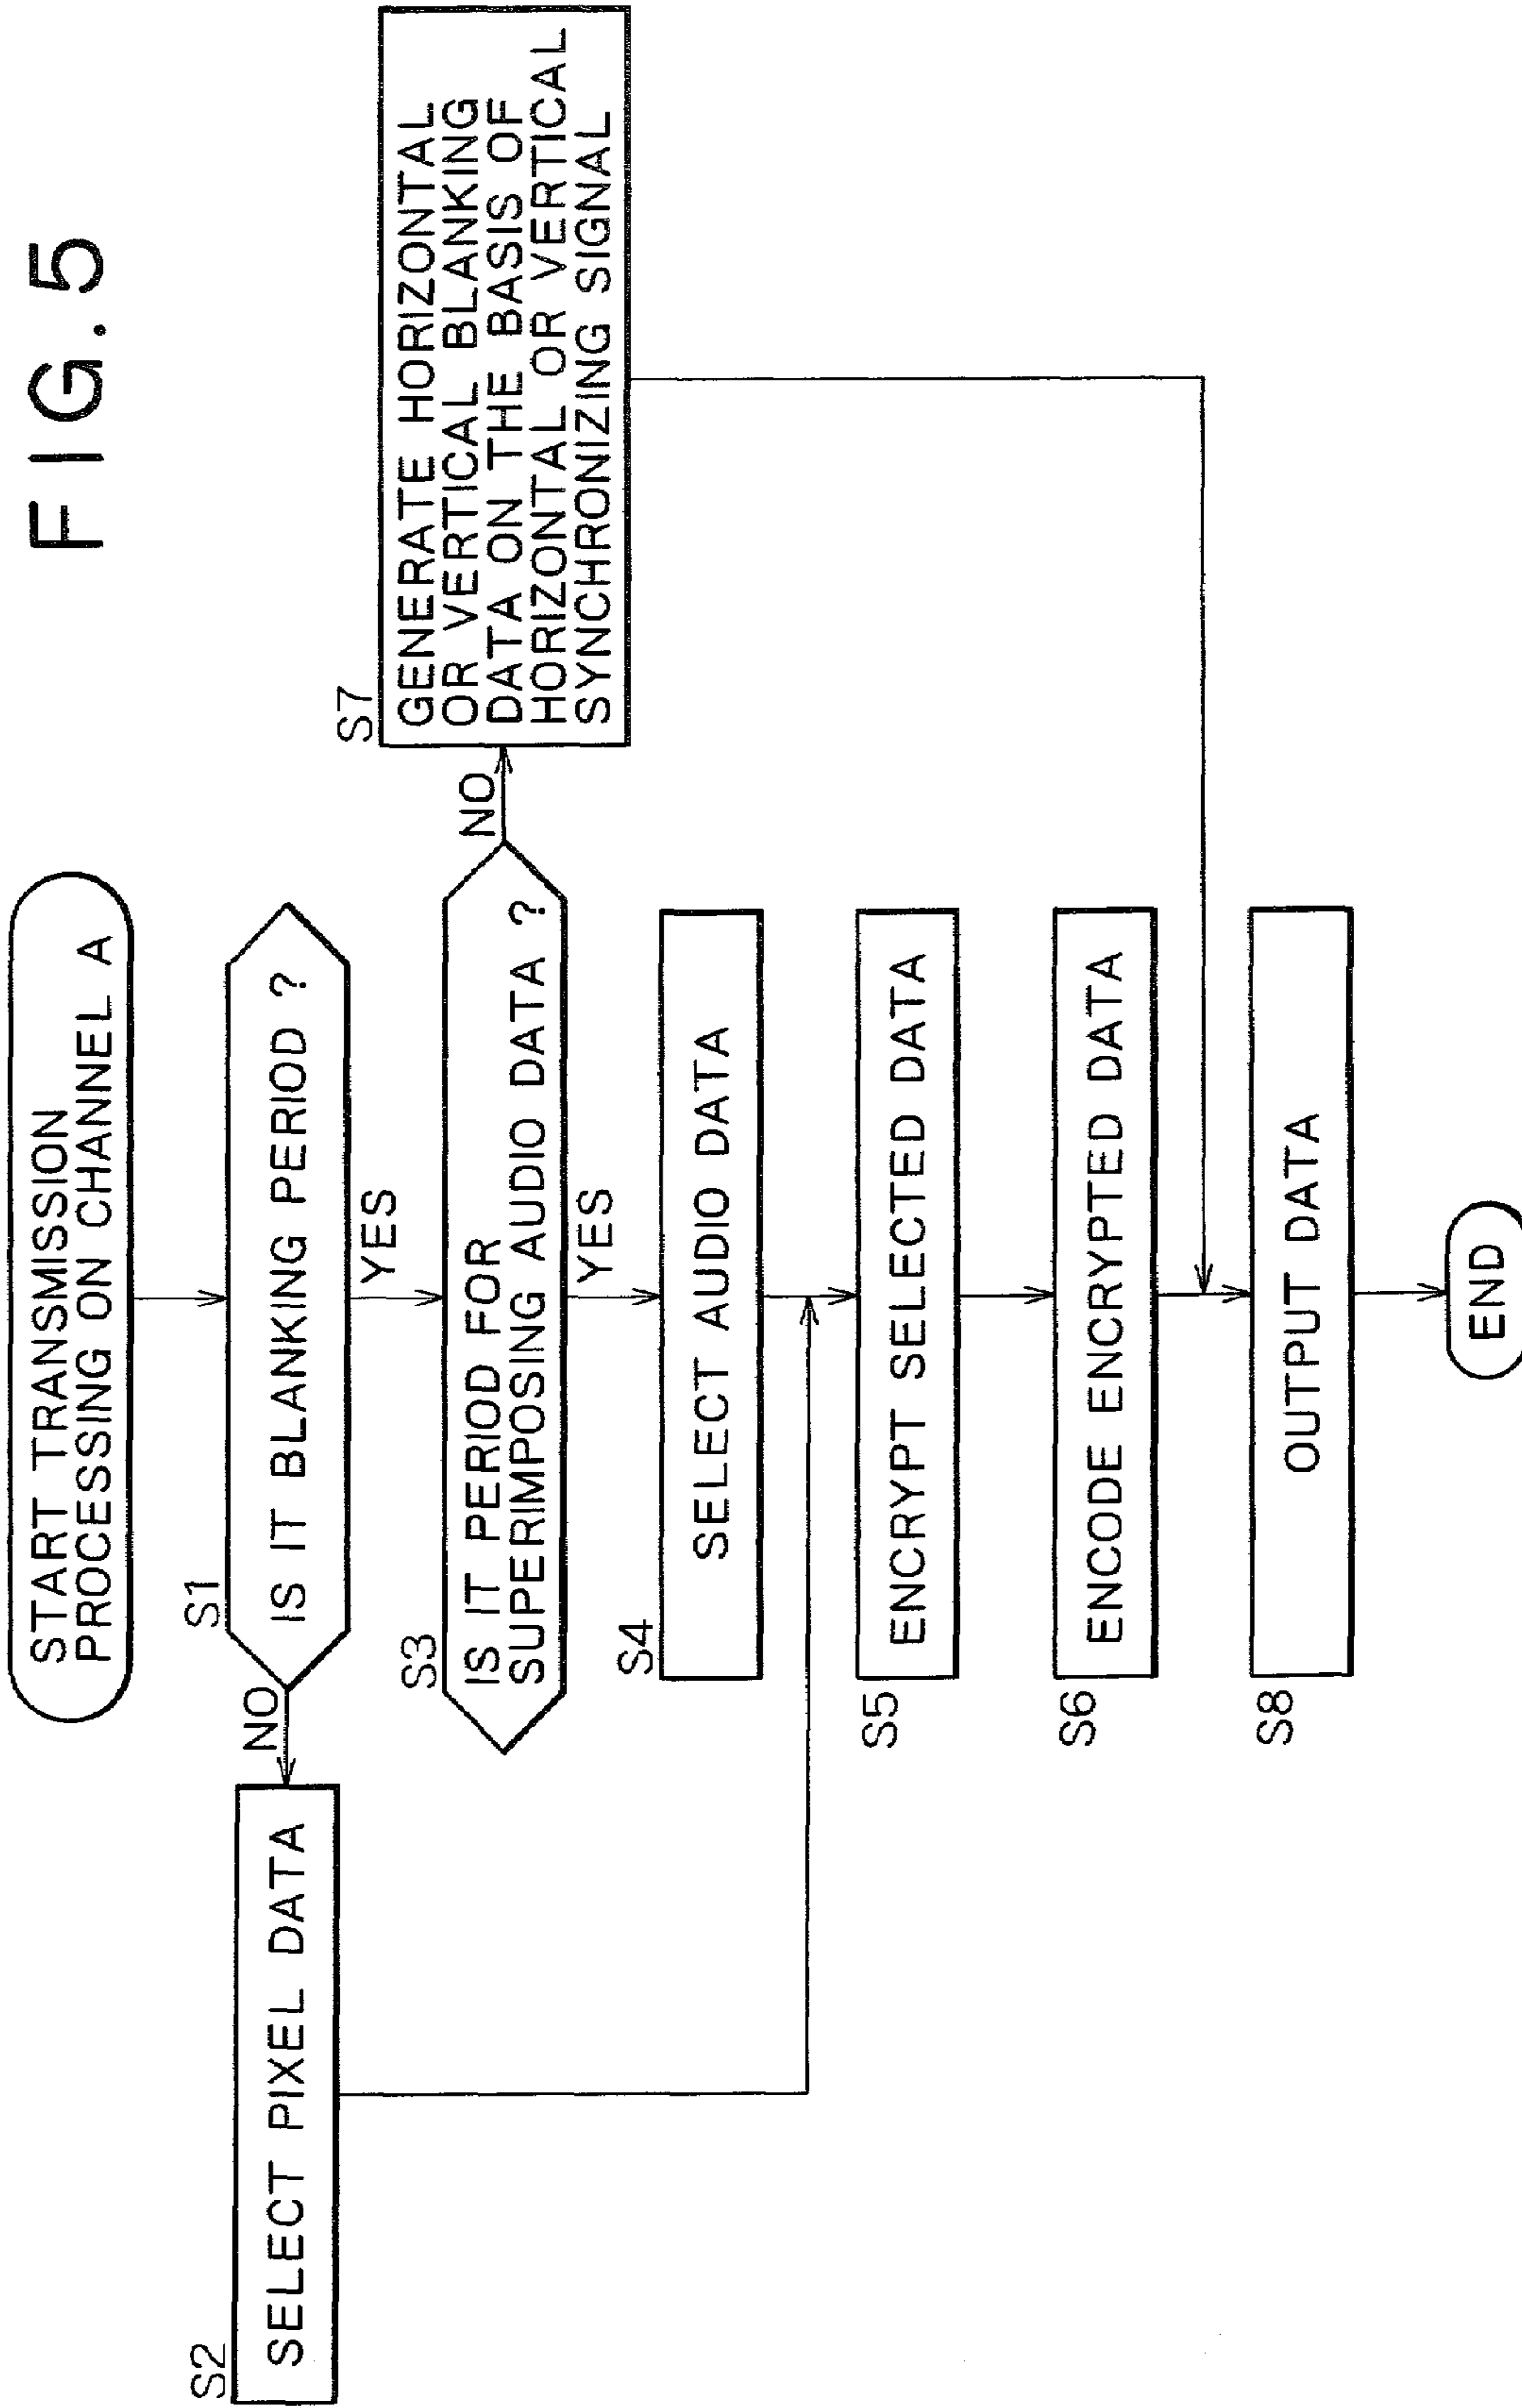 FIG.5
START TRANSMISSION
PROCESSING ON CHANNEL A
S1
IS IT BLANKING PERIOD ?
NO
YES
S2
SELECT PIXEL DATA
S3
IS IT PERIOD FOR
SUPERIMPOSING AUDIO DATA ?
NO
YES
S7
GENERATE HORIZONTAL
OR VERTICAL BLANKING
DATA ON THE BASIS OF
HORIZONTAL OR VERTICAL
SYNCHRONIZING SIGNAL
S4
SELECT AUDIO DATA
S5
ENCRYPT SELECTED DATA
S6
ENCODE ENCRYPTED DATA
S8
OUTPUT DATA
END